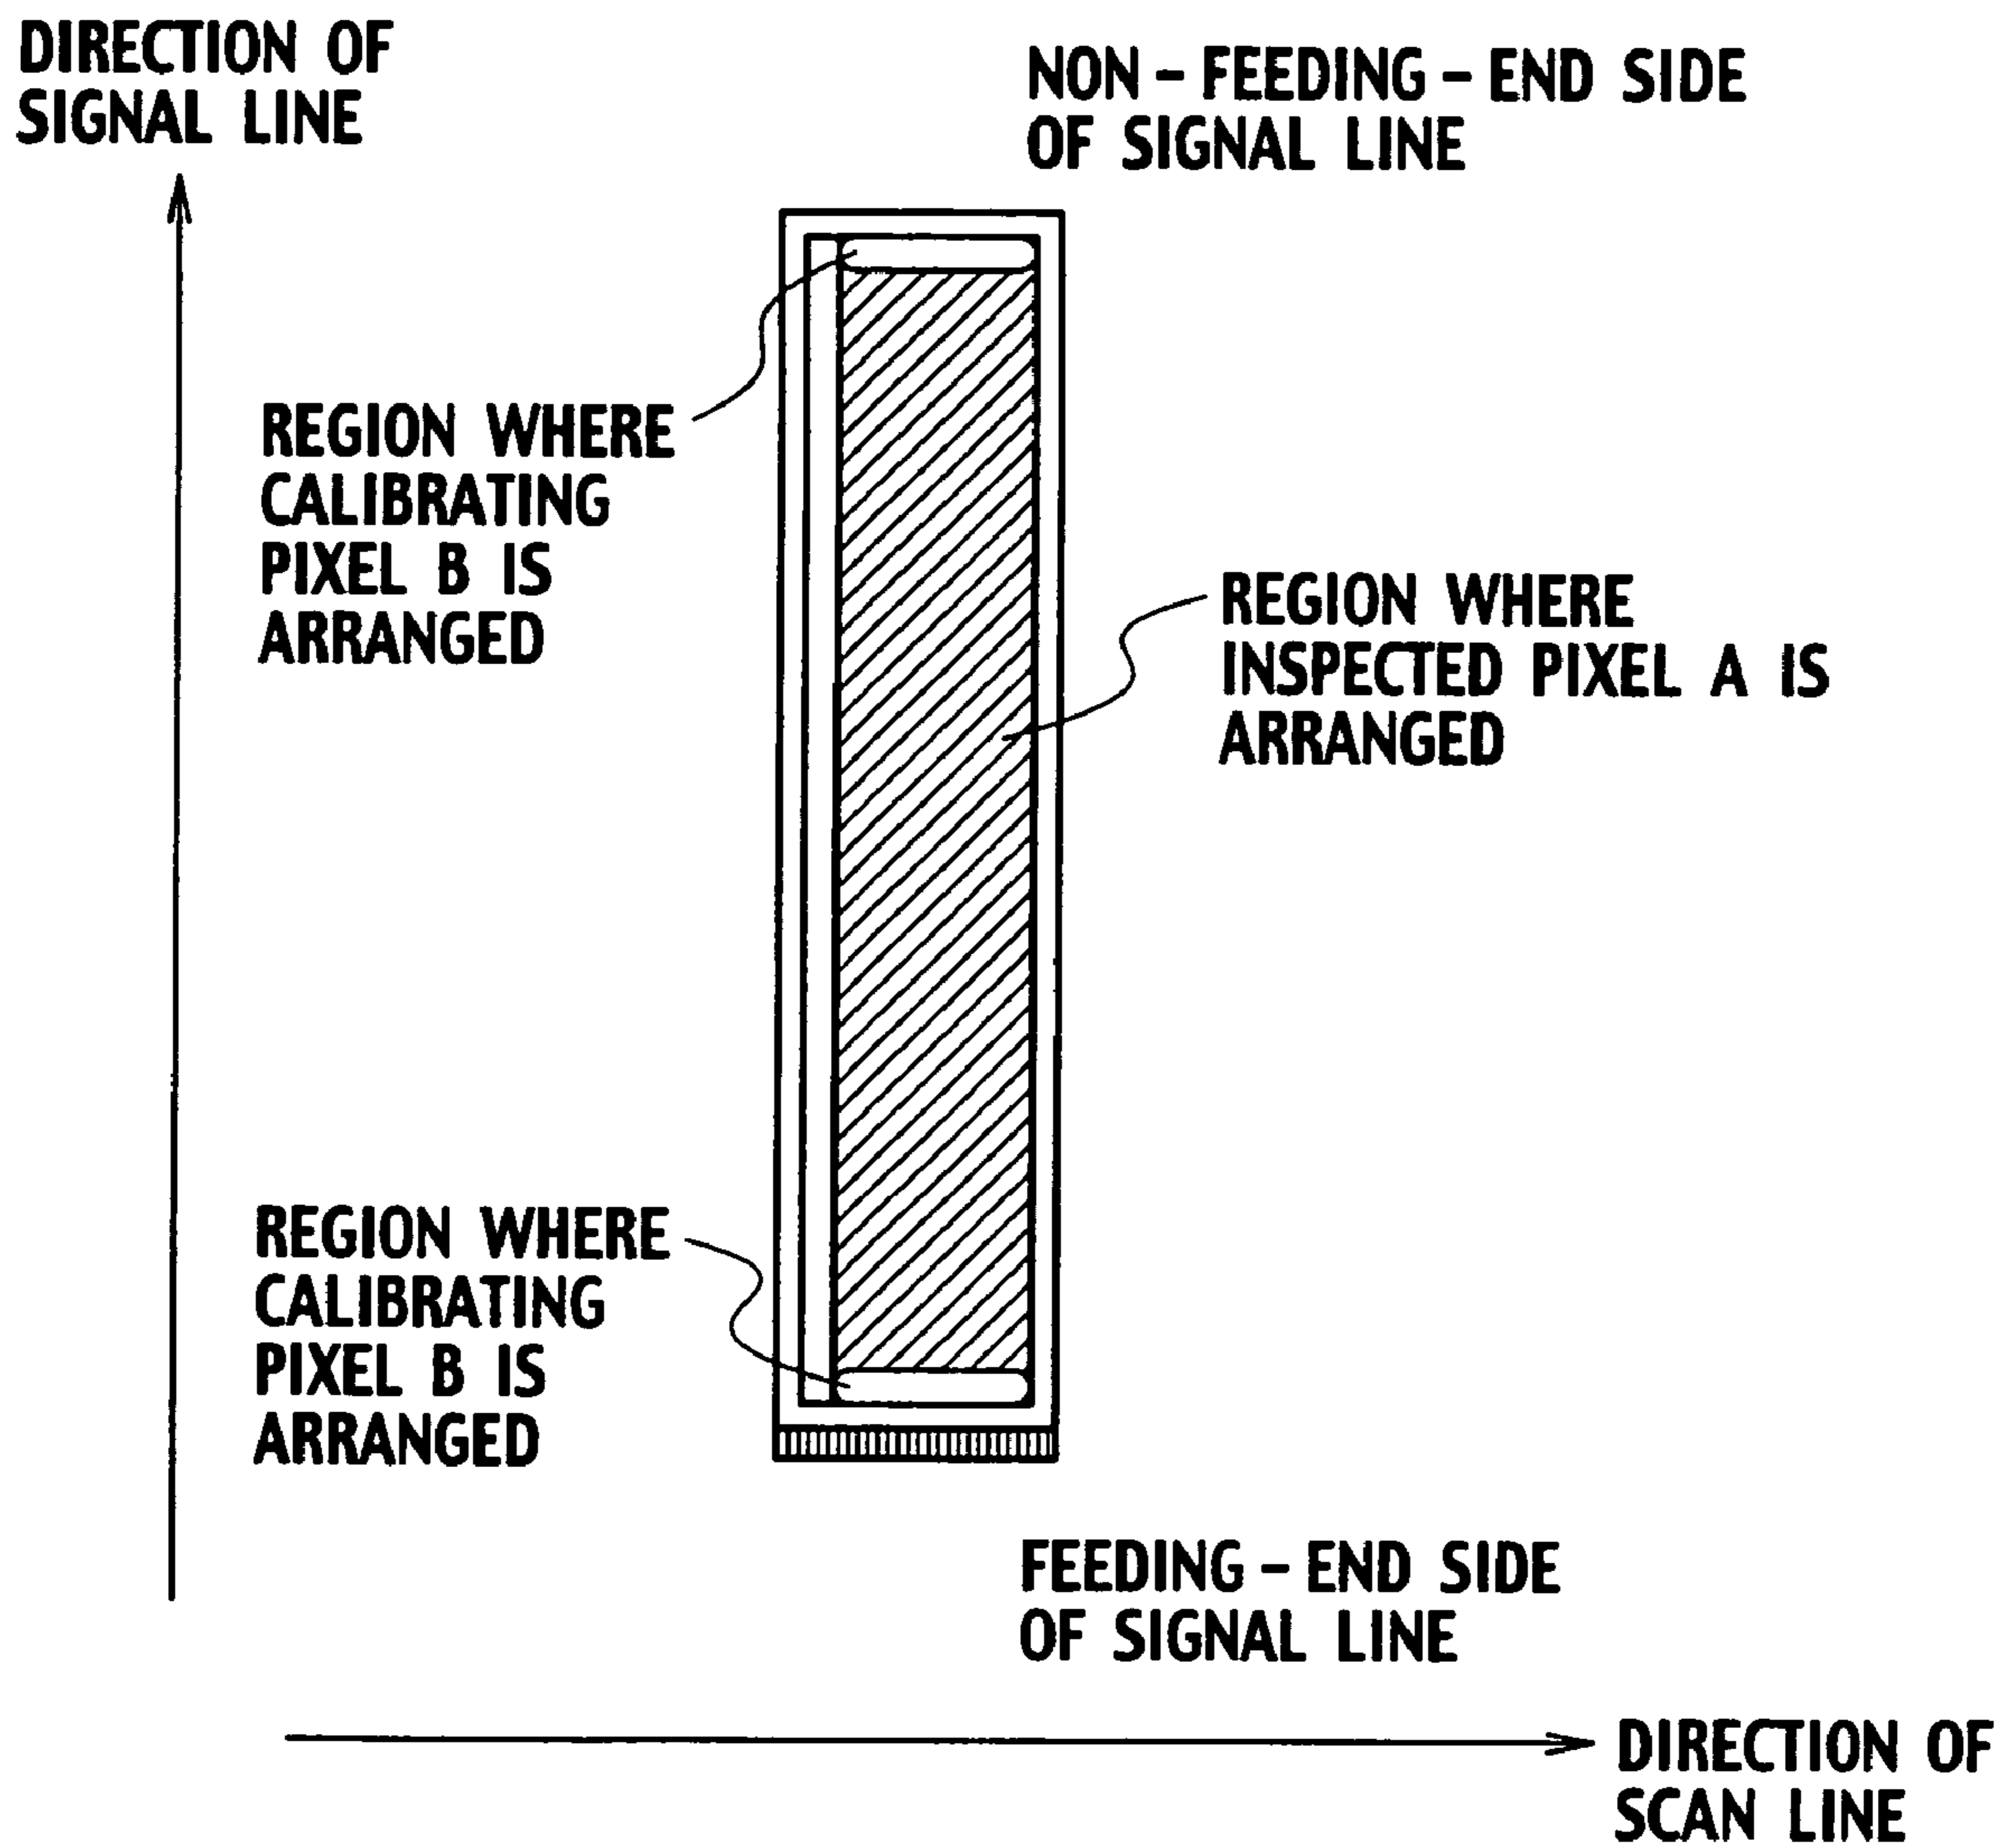 DIRECTION OF
SIGNAL LINE
NON – FEEDING – END SIDE
OF SIGNAL LINE
REGION WHERE
CALIBRATING
PIXEL B IS
ARRANGED
REGION WHERE
INSPECTED PIXEL A IS
ARRANGED
REGION WHERE
CALIBRATING
PIXEL B IS
ARRANGED
FEEDING – END SIDE
OF SIGNAL LINE
DIRECTION OF
SCAN LINE